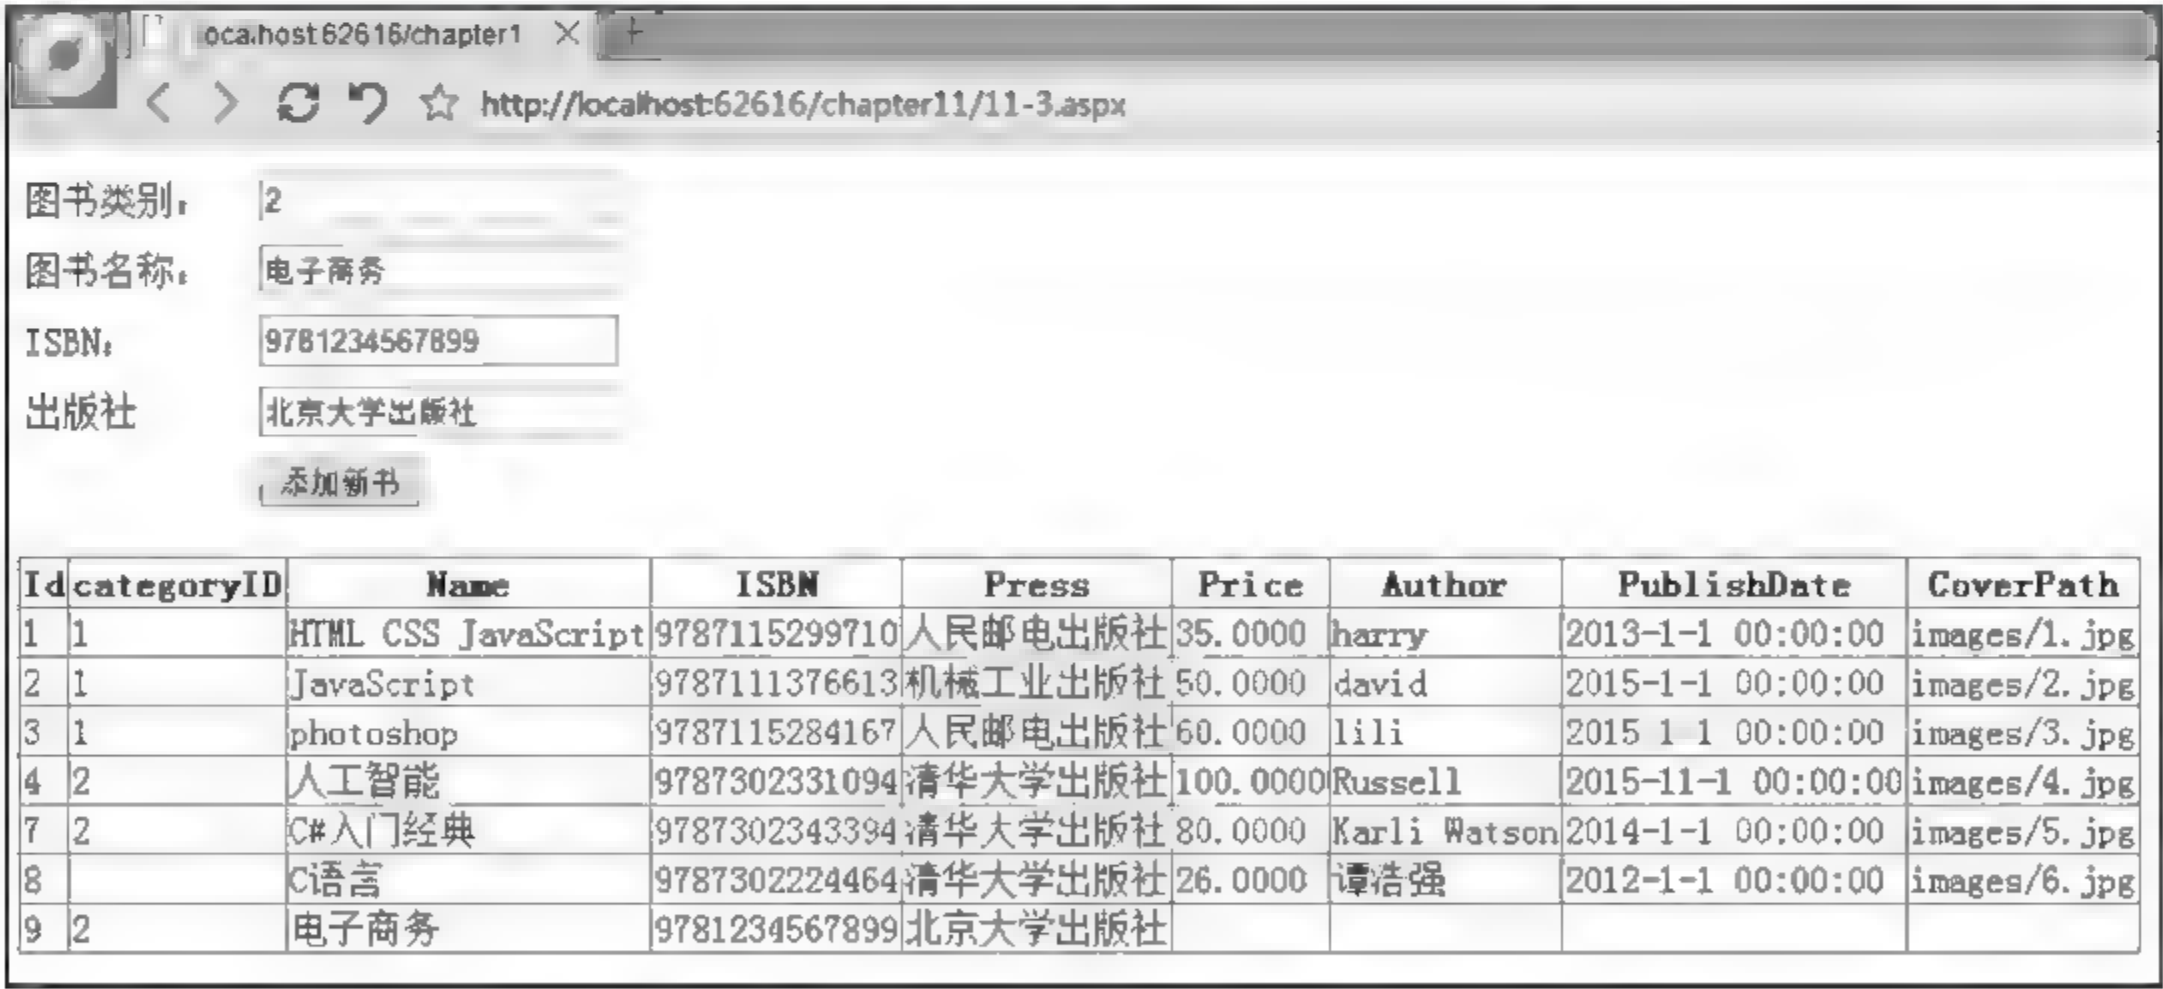 ocalhost:62616/chapter1
http://localhost:62616/chapter11/11-3.aspx
图书类别: 2
图书名称: 电子商务
ISBN: 9781234567899
出版社 北京大学出版社
添加新书
Id categoryID Name ISBN Press Price Author PublishDate CoverPath
1 1 HTML CSS JavaScript 9787115299710 人民邮电出版社 35.0000 harry 2013-1-1 00:00:00 images/1.jpg
2 1 JavaScript 9787111376613 机械工业出版社 50.0000 david 2015-1-1 00:00:00 images/2.jpg
3 1 photoshop 9787115284167 人民邮电出版社 60.0000 lili 2015 1-1 00:00:00 images/3.jpg
4 2 人工智能 9787302331094 清华大学出版社 100.0000 Russell 2015-11-1 00:00:00 images/4.jpg
7 2 C#入门经典 9787302343394 清华大学出版社 80.0000 Karli Watson 2014-1-1 00:00:00 images/5.jpg
8 C语言 9787302224464 清华大学出版社 26.0000 谭浩强 2012-1-1 00:00:00 images/6.jpg
9 2 电子商务 9781234567899 北京大学出版社